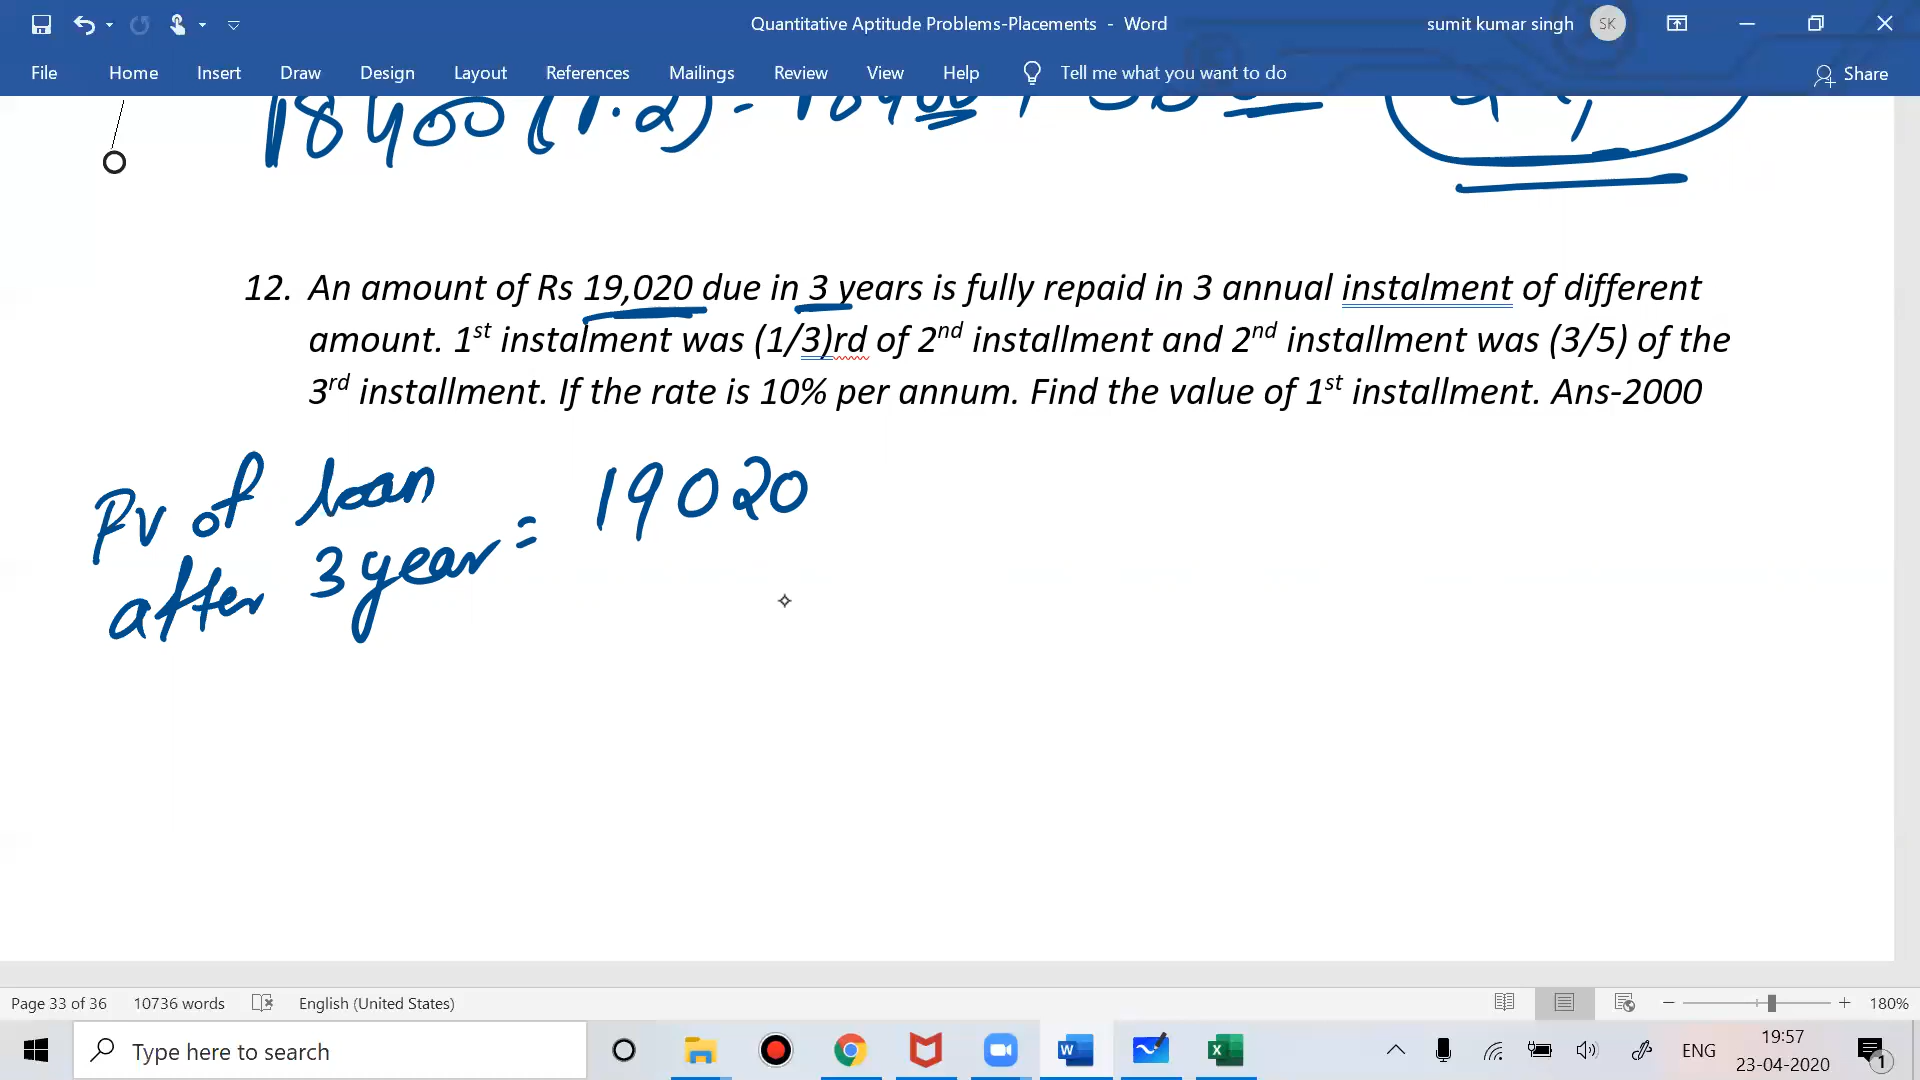 Quantitative Aptitude Problems-Placements - Word
sumit kumar singh
SK
File Home Insert Draw Design Layout References Mailings Review View Help Tell me what you want to do Share
18400(1.2) =
12. An amount of Rs 19,020 due in 3 years is fully repaid in 3 annual instalment of different
amount. 1st instalment was (1/3)rd of 2nd installment and 2nd installment was (3/5) of the
3rd installment. If the rate is 10% per annum. Find the value of 1st installment. Ans-2000
FV of loan
after 3 year = 19020
Page 33 of 36 10736 words English (United States) 180%
Type here to search
ENG
19:57
23-04-2020
1